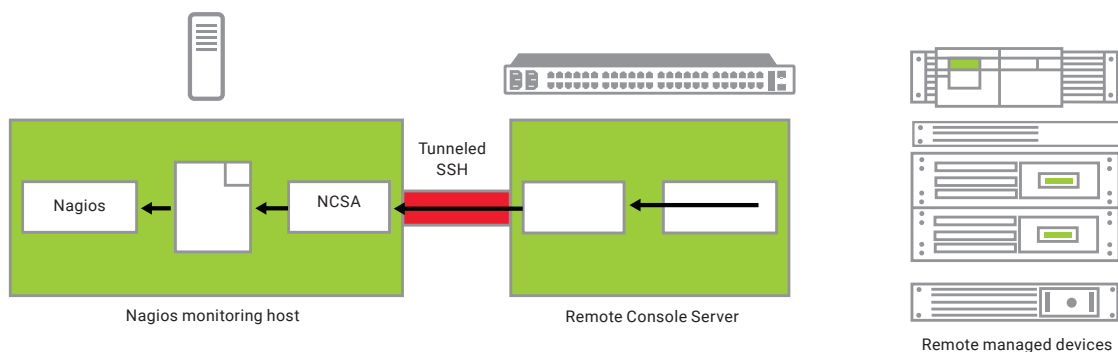 Tunneled
SSH
Nagios
NCSA
Nagios monitoring host
Remote Console Server
Remote managed devices